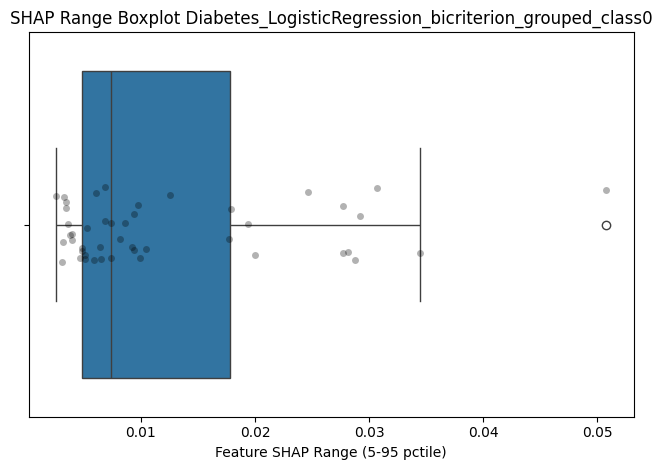 SHAP Range Boxplot Diabetes_LogisticRegression_bicriterion_grouped_class0
0.01 0.02 0.03 0.04 0.05
Feature SHAP Range (5-95 pctile)